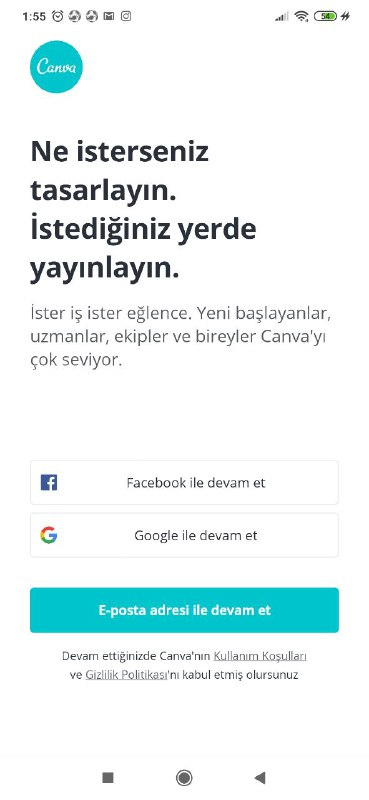 1:55
54
Canva
Ne isterseniz
tasarlayın.
İstediğiniz yerde
yayınlayın.
İster iş ister eğlence. Yeni başlayanlar,
uzmanlar, ekipler ve bireyler Canva'yı
çok seviyor.
Facebook ile devam et
Google ile devam et
E-posta adresi ile devam et
Devam ettiğinizde Canva'nın Kullanım Koşulları
ve Gizlilik Politikası'nı kabul etmiş olursunuz